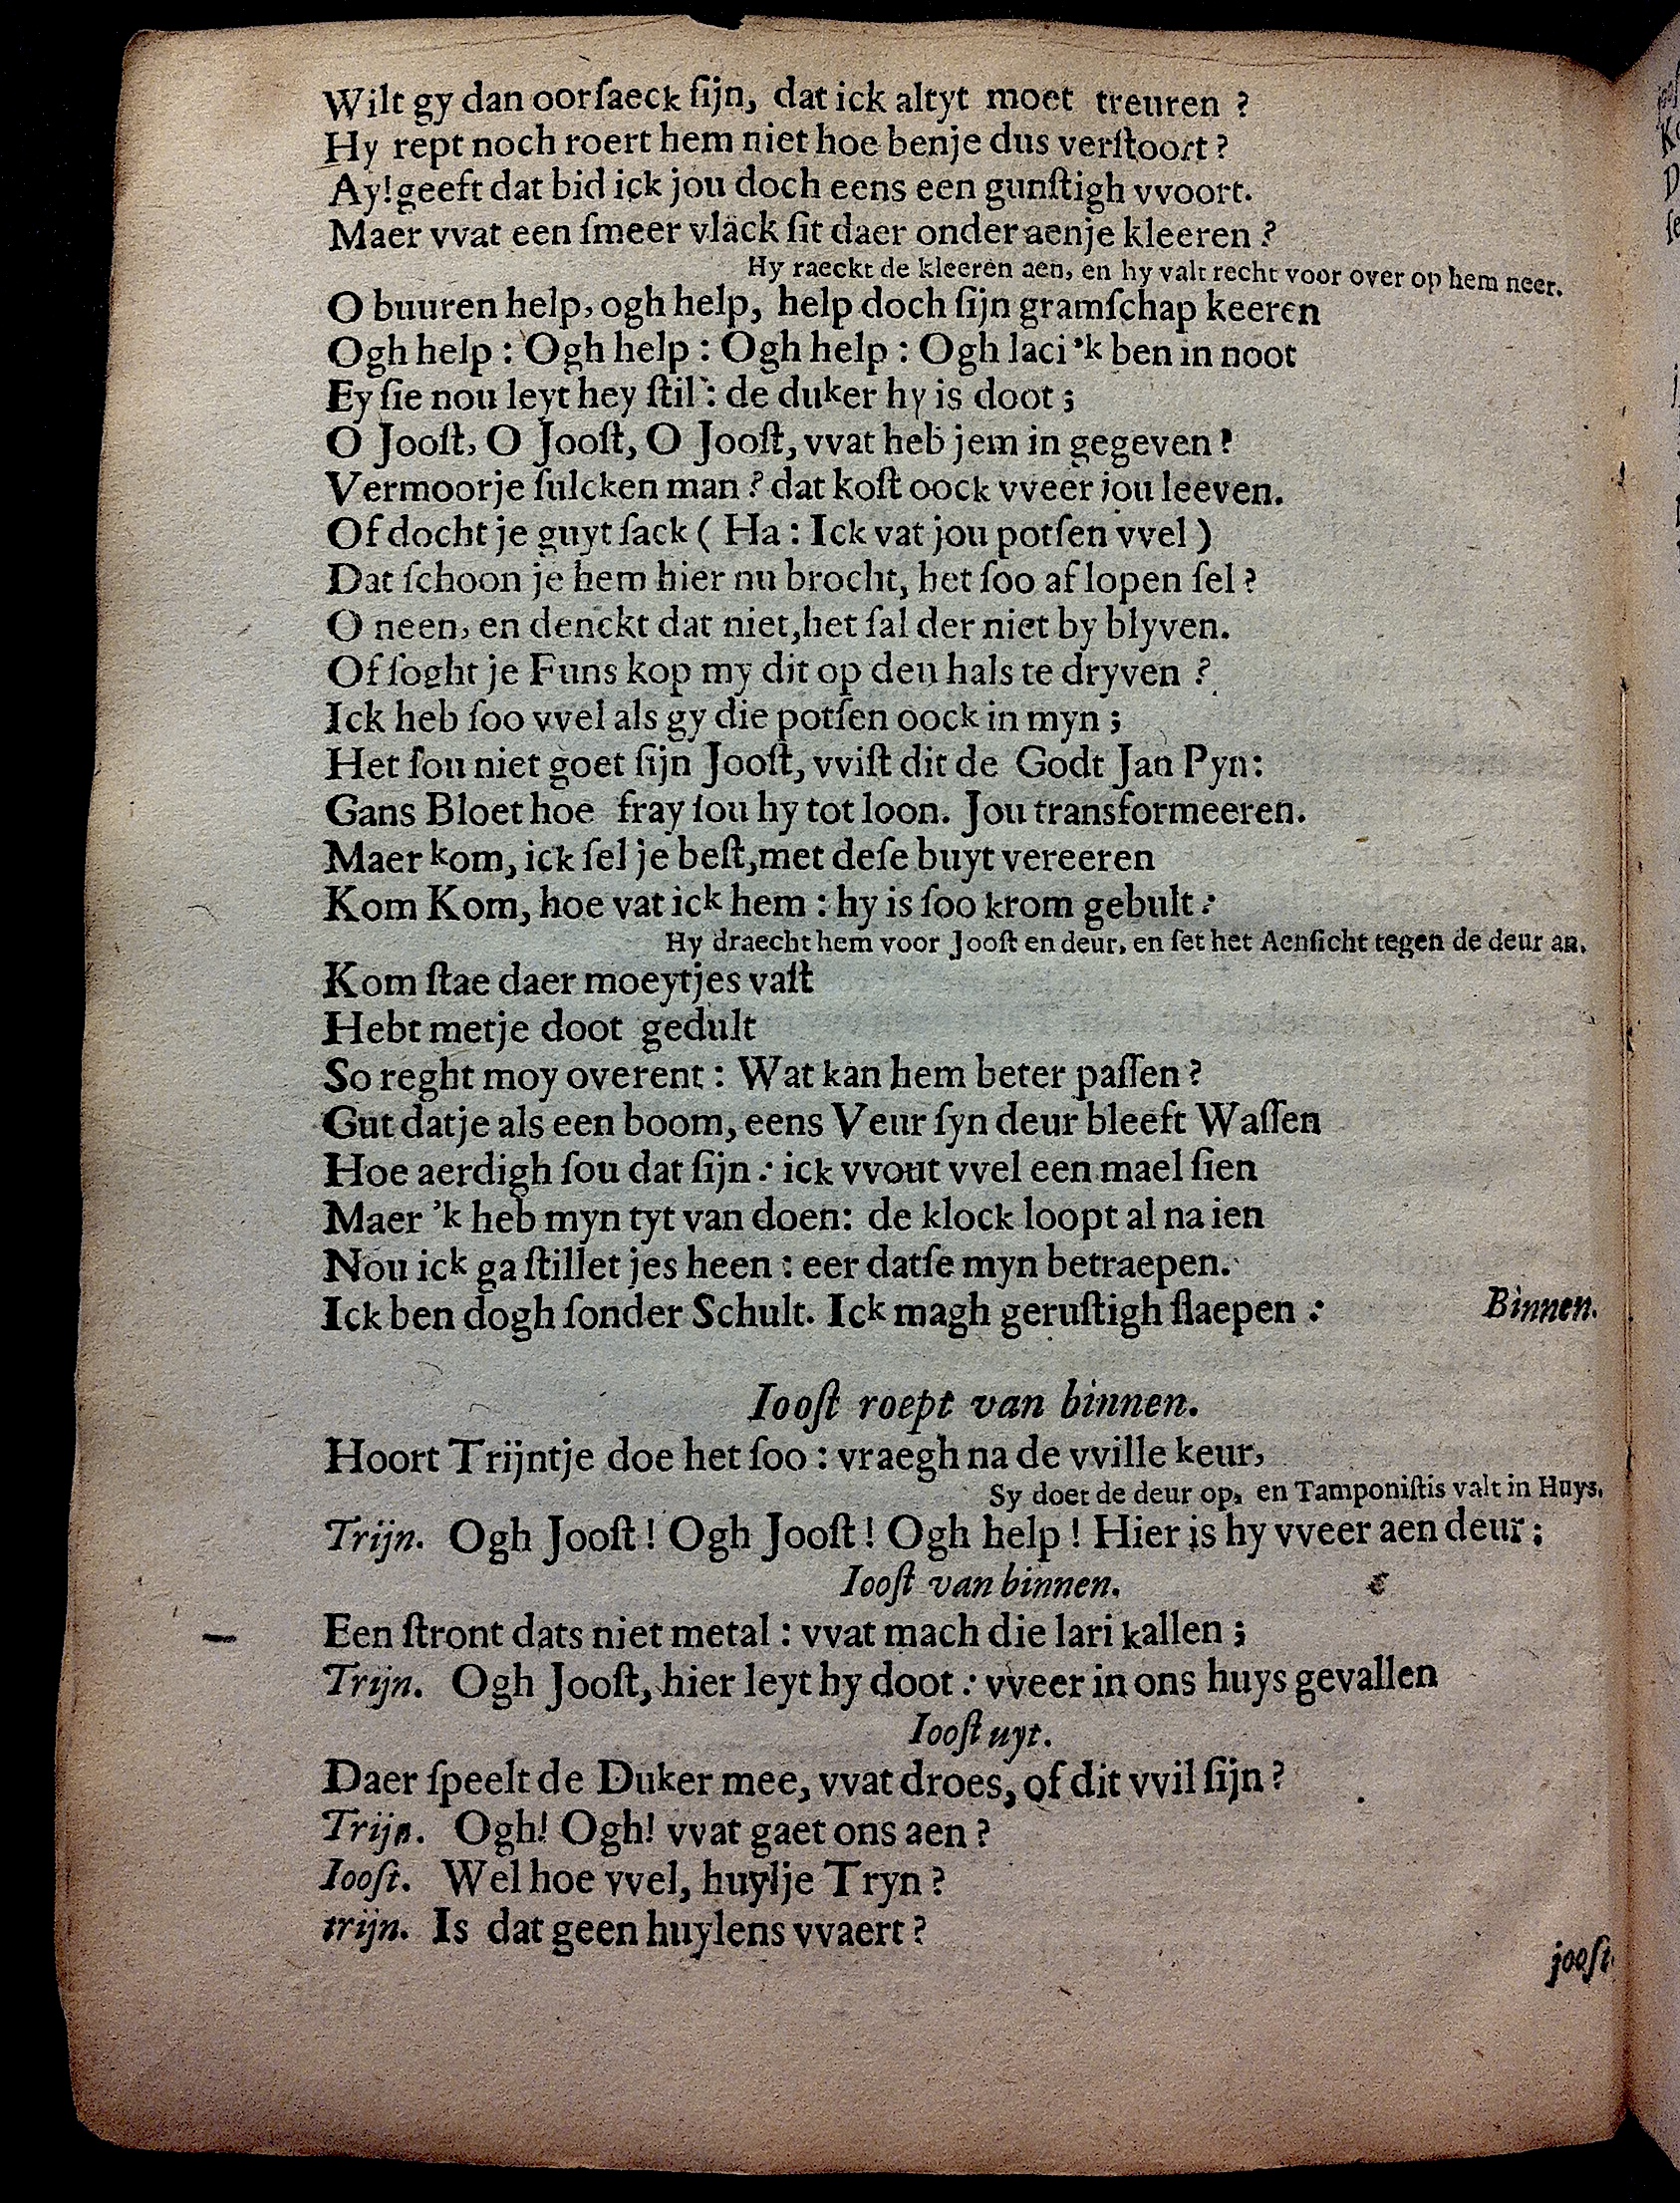 Wilt gy dan oorſaeck ſijn, dat ick altyt moet treuren ?
Hy rept noch roert hem niet hoe benje dus verſtoort ?
Ay!geeft dat bid ick jou doch eens een gunſtigh vvoort.
Maer vvat een ſmeer vlack ſit daer onder aenje kleeren ?
Hy raeckt de kleeren aen, en hy valt recht voor over op hem neer.
O buuren help, ogh help, help doch ſijn gramſchap keeren
Ogh help : Ogh help : Ogh help : Ogh laci 'k ben in noot
Ey ſie nou leyt hey ſtil : de duker hy is doot ;
O Jooſt, O Jooſt, O Jooſt, vvat heb jem in gegeven ?
Vermoorje ſulcken man ? dat koſt oock vveer jou leeven.
Of docht je guyt ſack ( Ha : Ick vat jou potſen vvel )
Dat ſchoon je hem hier nu brocht, het ſoo af lopen ſel ?
O neen, en denckt dat niet,het ſal der niet by blyven.
Of ſoght je Funs kop my dit op den hals te dryven ?
Ick heb ſoo vvel als gy die potſen oock in myn ;
Het ſou niet goet ſijn Jooſt, vviſt dit de Godt Jan Pyn:
Gans Bloet hoe fray ſou hy tot loon. Jou transformeeren.
Maer kom, ick ſel je beſt,met deſe buyt vereeren
Kom Kom, hoe vat ick hem : hy is ſoo krom gebult :
Hy draecht hem voor Jooſt en deur, en ſet het Aenſicht tegen de deur an.
Kom ſtae daer moeytjes vaſt
Hebt metje doot gedult
So reght moy overent : Wat kan hem beter paſſen ?
Gut datje als een boom, eens Veur ſyn deur bleeft Waſſen
Hoe aerdigh ſou dat ſijn : ick vvout vvel een mael ſien
Maer 'k heb myn tyt van doen: de klock loopt al na ien
Nou ick ga ſtillet jes heen : eer datſe myn betraepen.
Ick ben dogh ſonder Schult. Ick magh geruſtigh ſlaepen : Binnen.
Iooſt roept van binnen.
Hoort Trijntje doe het ſoo : vraegh na de vville keur,
Sy doet de deur op, en Tamponiſtis valt in Huys.
Trijn. Ogh Jooſt ! Ogh Jooſt ! Ogh help ! Hier is hy vveer aen deur ;
Iooſt van binnen.
Een ſtront dats niet metal : vvat mach die lari kallen ;
Trijn. Ogh Jooſt, hier leyt hy doot : vveer in ons huys gevallen
Iooſt uyt.
Daer ſpeelt de Duker mee, vvat droes, of dit vvil ſijn ?
Trijn. Ogh! Ogh! vvat gaet ons aen ?
Iooſt. Wel hoe vvel, huylje Tryn ?
trijn. Is dat geen huylens vvaert ?
jooſt.